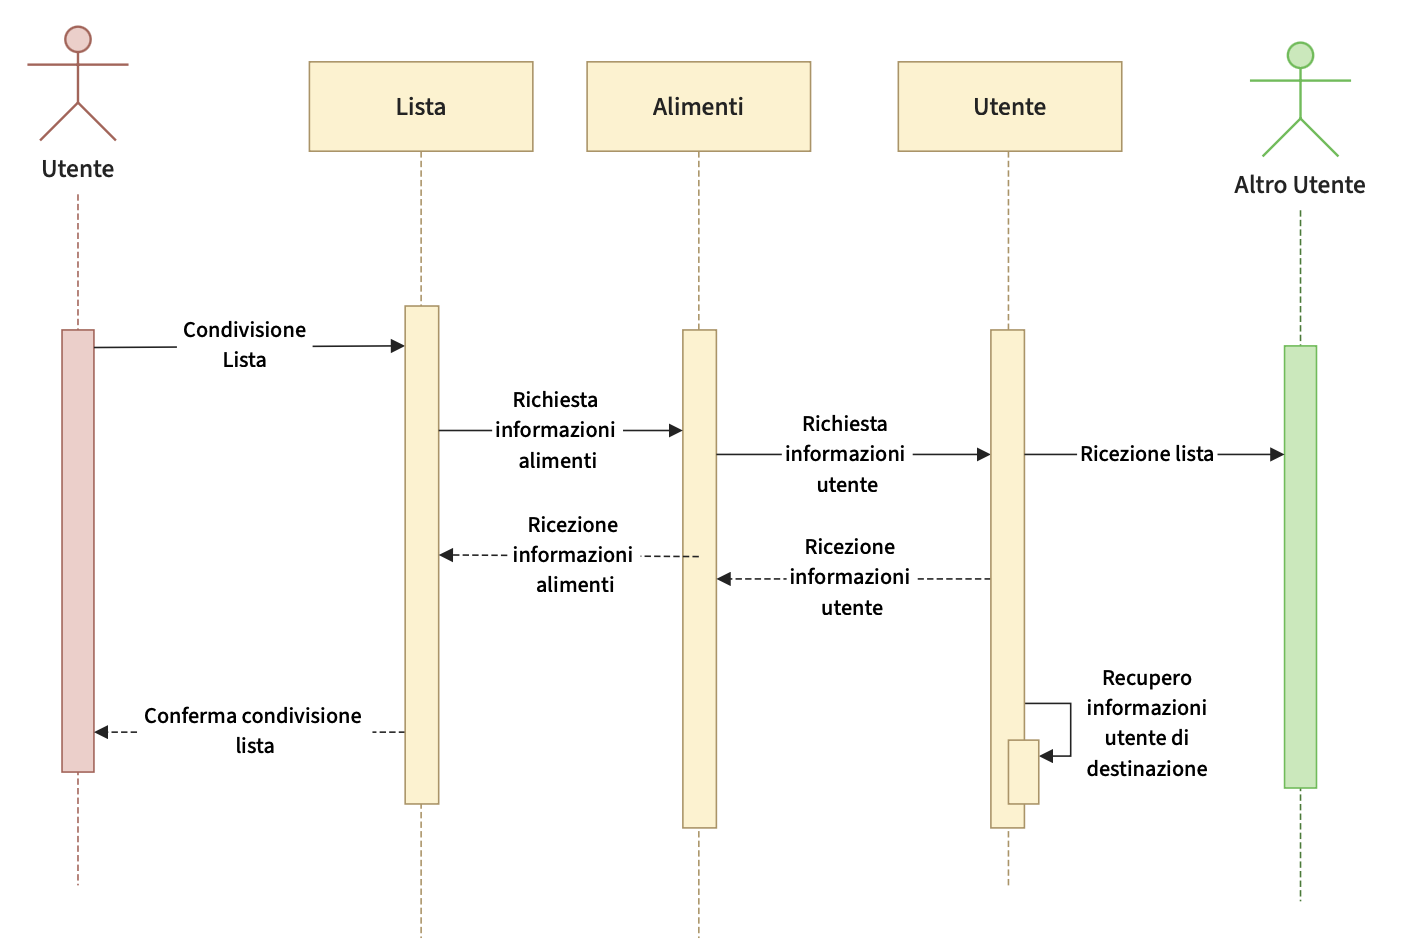 Utente
Lista
Alimenti
Utente
Altro Utente
Condivisione
Lista
Richiesta
informazioni
alimenti
Richiesta
informazioni
utente
Ricezione lista
Ricezione
informazioni
alimenti
Ricezione
informazioni
utente
Conferma condivisione
lista
Recupero
informazioni
utente di
destinazione